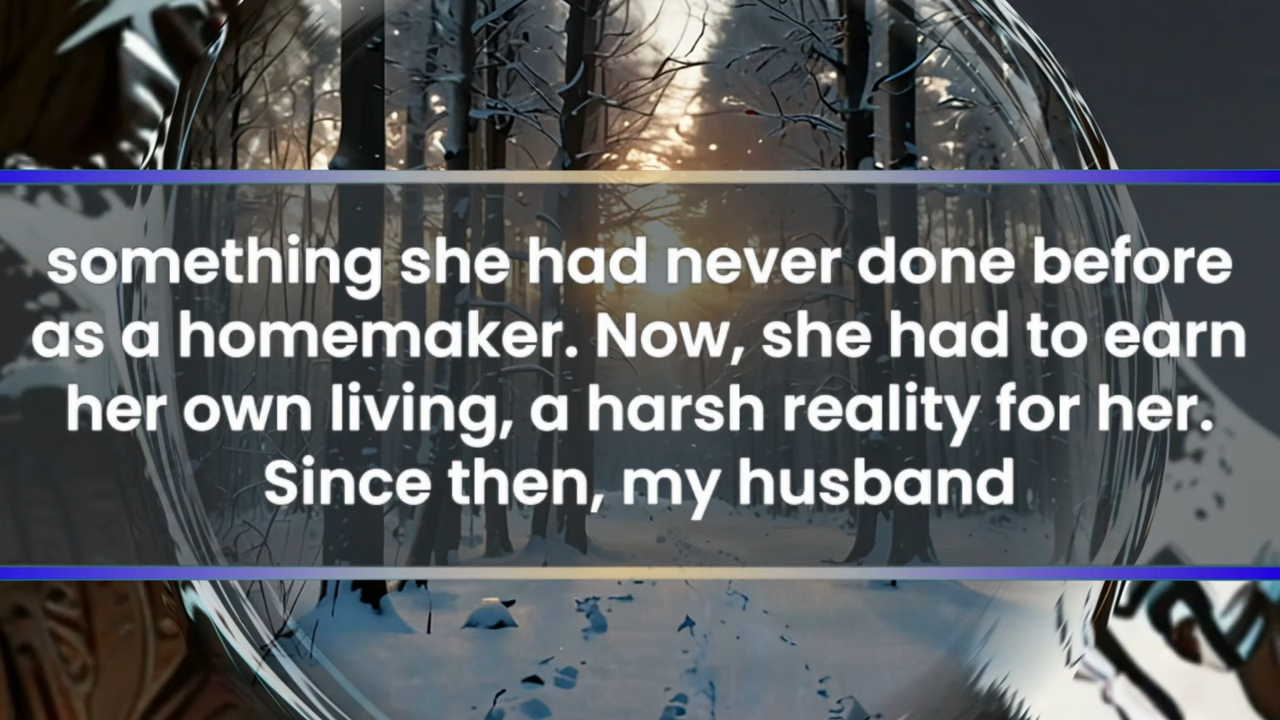 something she had never done before
as a homemaker. Now, she had to earn
her own living, a harsh reality for her.
Since then, my husband